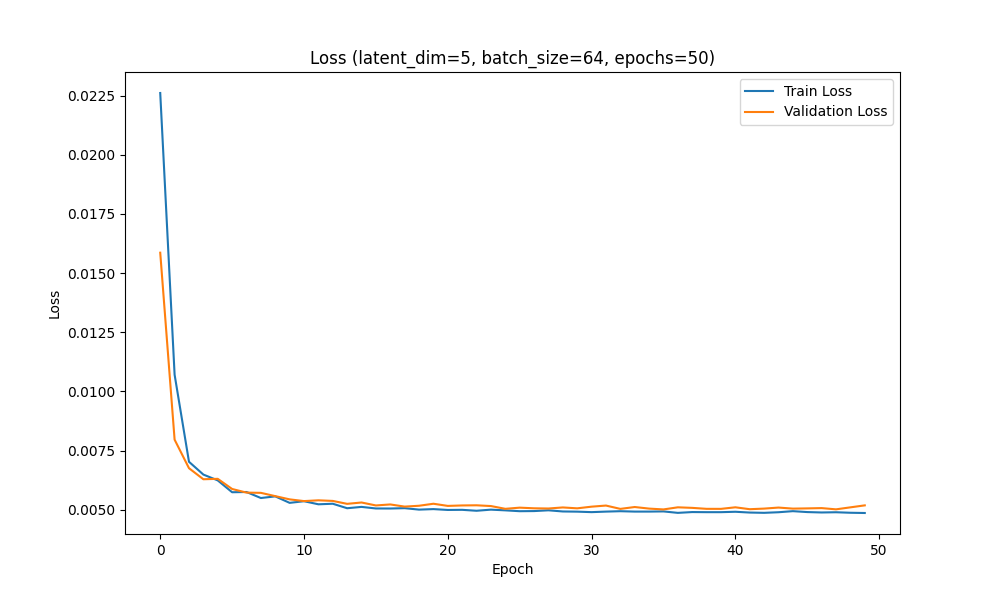 Loss (latent_dim=5, batch_size=64, epochs=50)
Train Loss
Validation Loss
0.0225
0.0200
0.0175
0.0150
0.0125
0.0100
0.0075
0.0050
Loss
0 10 20 30 40 50
Epoch